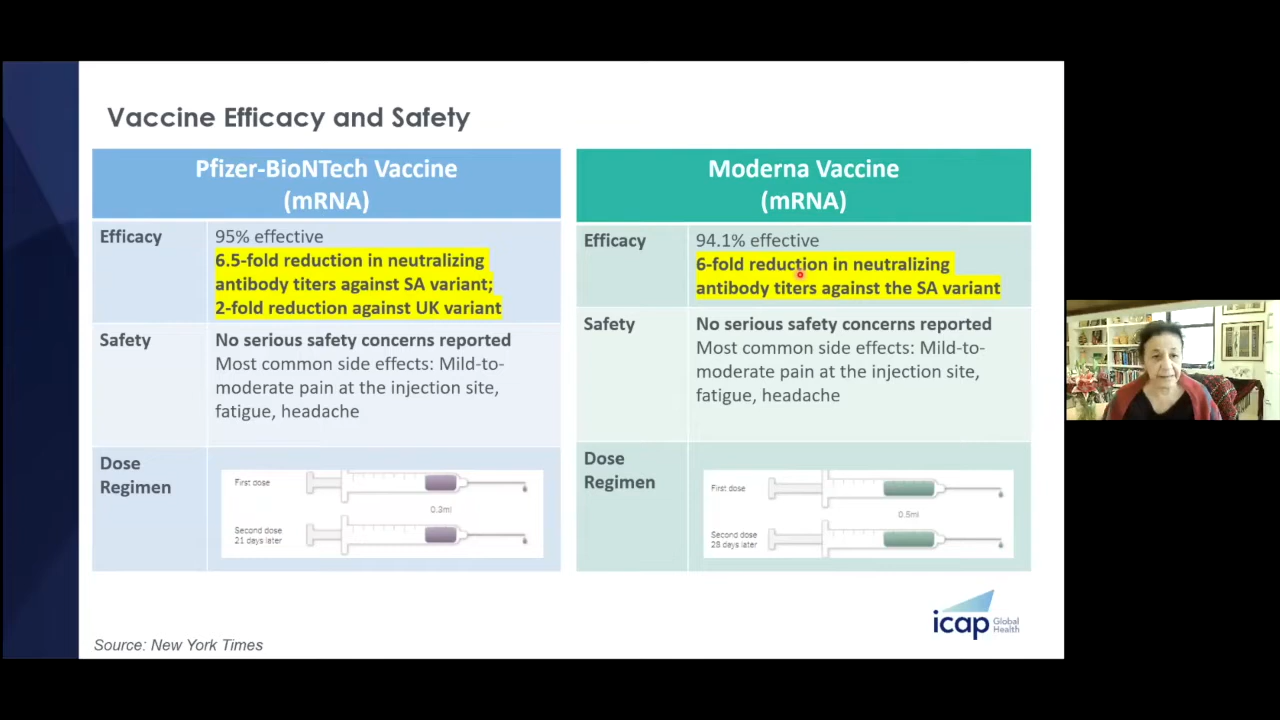 Vaccine Efficacy and Safety
Pfizer-BioNTech Vaccine
(mRNA)
Efficacy
95% effective
6.5-fold reduction in neutralizing
antibody titers against SA variant;
2-fold reduction against UK variant
Safety
No serious safety concerns reported
Most common side effects: Mild-to-
moderate pain at the injection site,
fatigue, headache
Dose
Regimen
First dose
0.3ml
Second dose
21 days later
Moderna Vaccine
(mRNA)
Efficacy
94.1% effective
6-fold reduction in neutralizing
antibody titers against the SA variant
Safety
No serious safety concerns reported
Most common side effects: Mild-to-
moderate pain at the injection site,
fatigue, headache
Dose
Regimen
First dose
0.5ml
Second dose
28 days later
Source: New York Times
icap Global
Health